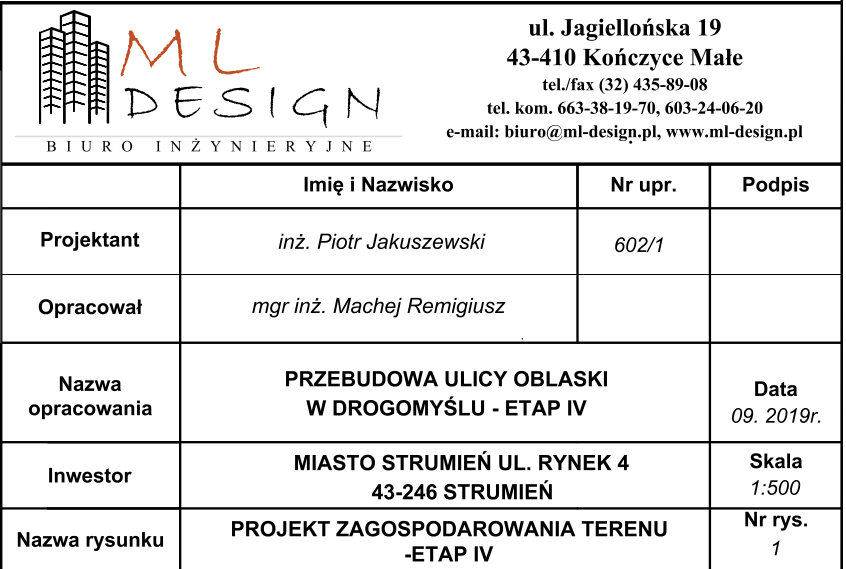 ML
DESIGN
BIURO INŻYNIERYJNE
ul. Jagiellońska 19
43-410 Kończyce Małe
tel./fax (32) 435-89-08
tel. kom. 663-38-19-70, 603-24-06-20
e-mail: biuro@ml-design.pl, www.ml-design.pl
Imię i Nazwisko Nr upr. Podpis
Projektant inż. Piotr Jakuszewski 602/1
Opracował mgr inż. Machej Remigiusz
Nazwa
opracowania
PRZEBUDOWA ULICY OBLASKI
W DROGOMYŚLU - ETAP IV
Data
09. 2019r.
Inwestor
MIASTO STRUMIEŃ UL. RYNEK 4
43-246 STRUMIEŃ
Skala
1:500
Nazwa rysunku
PROJEKT ZAGOSPODAROWANIA TERENU
-ETAP IV
Nr rys.
1